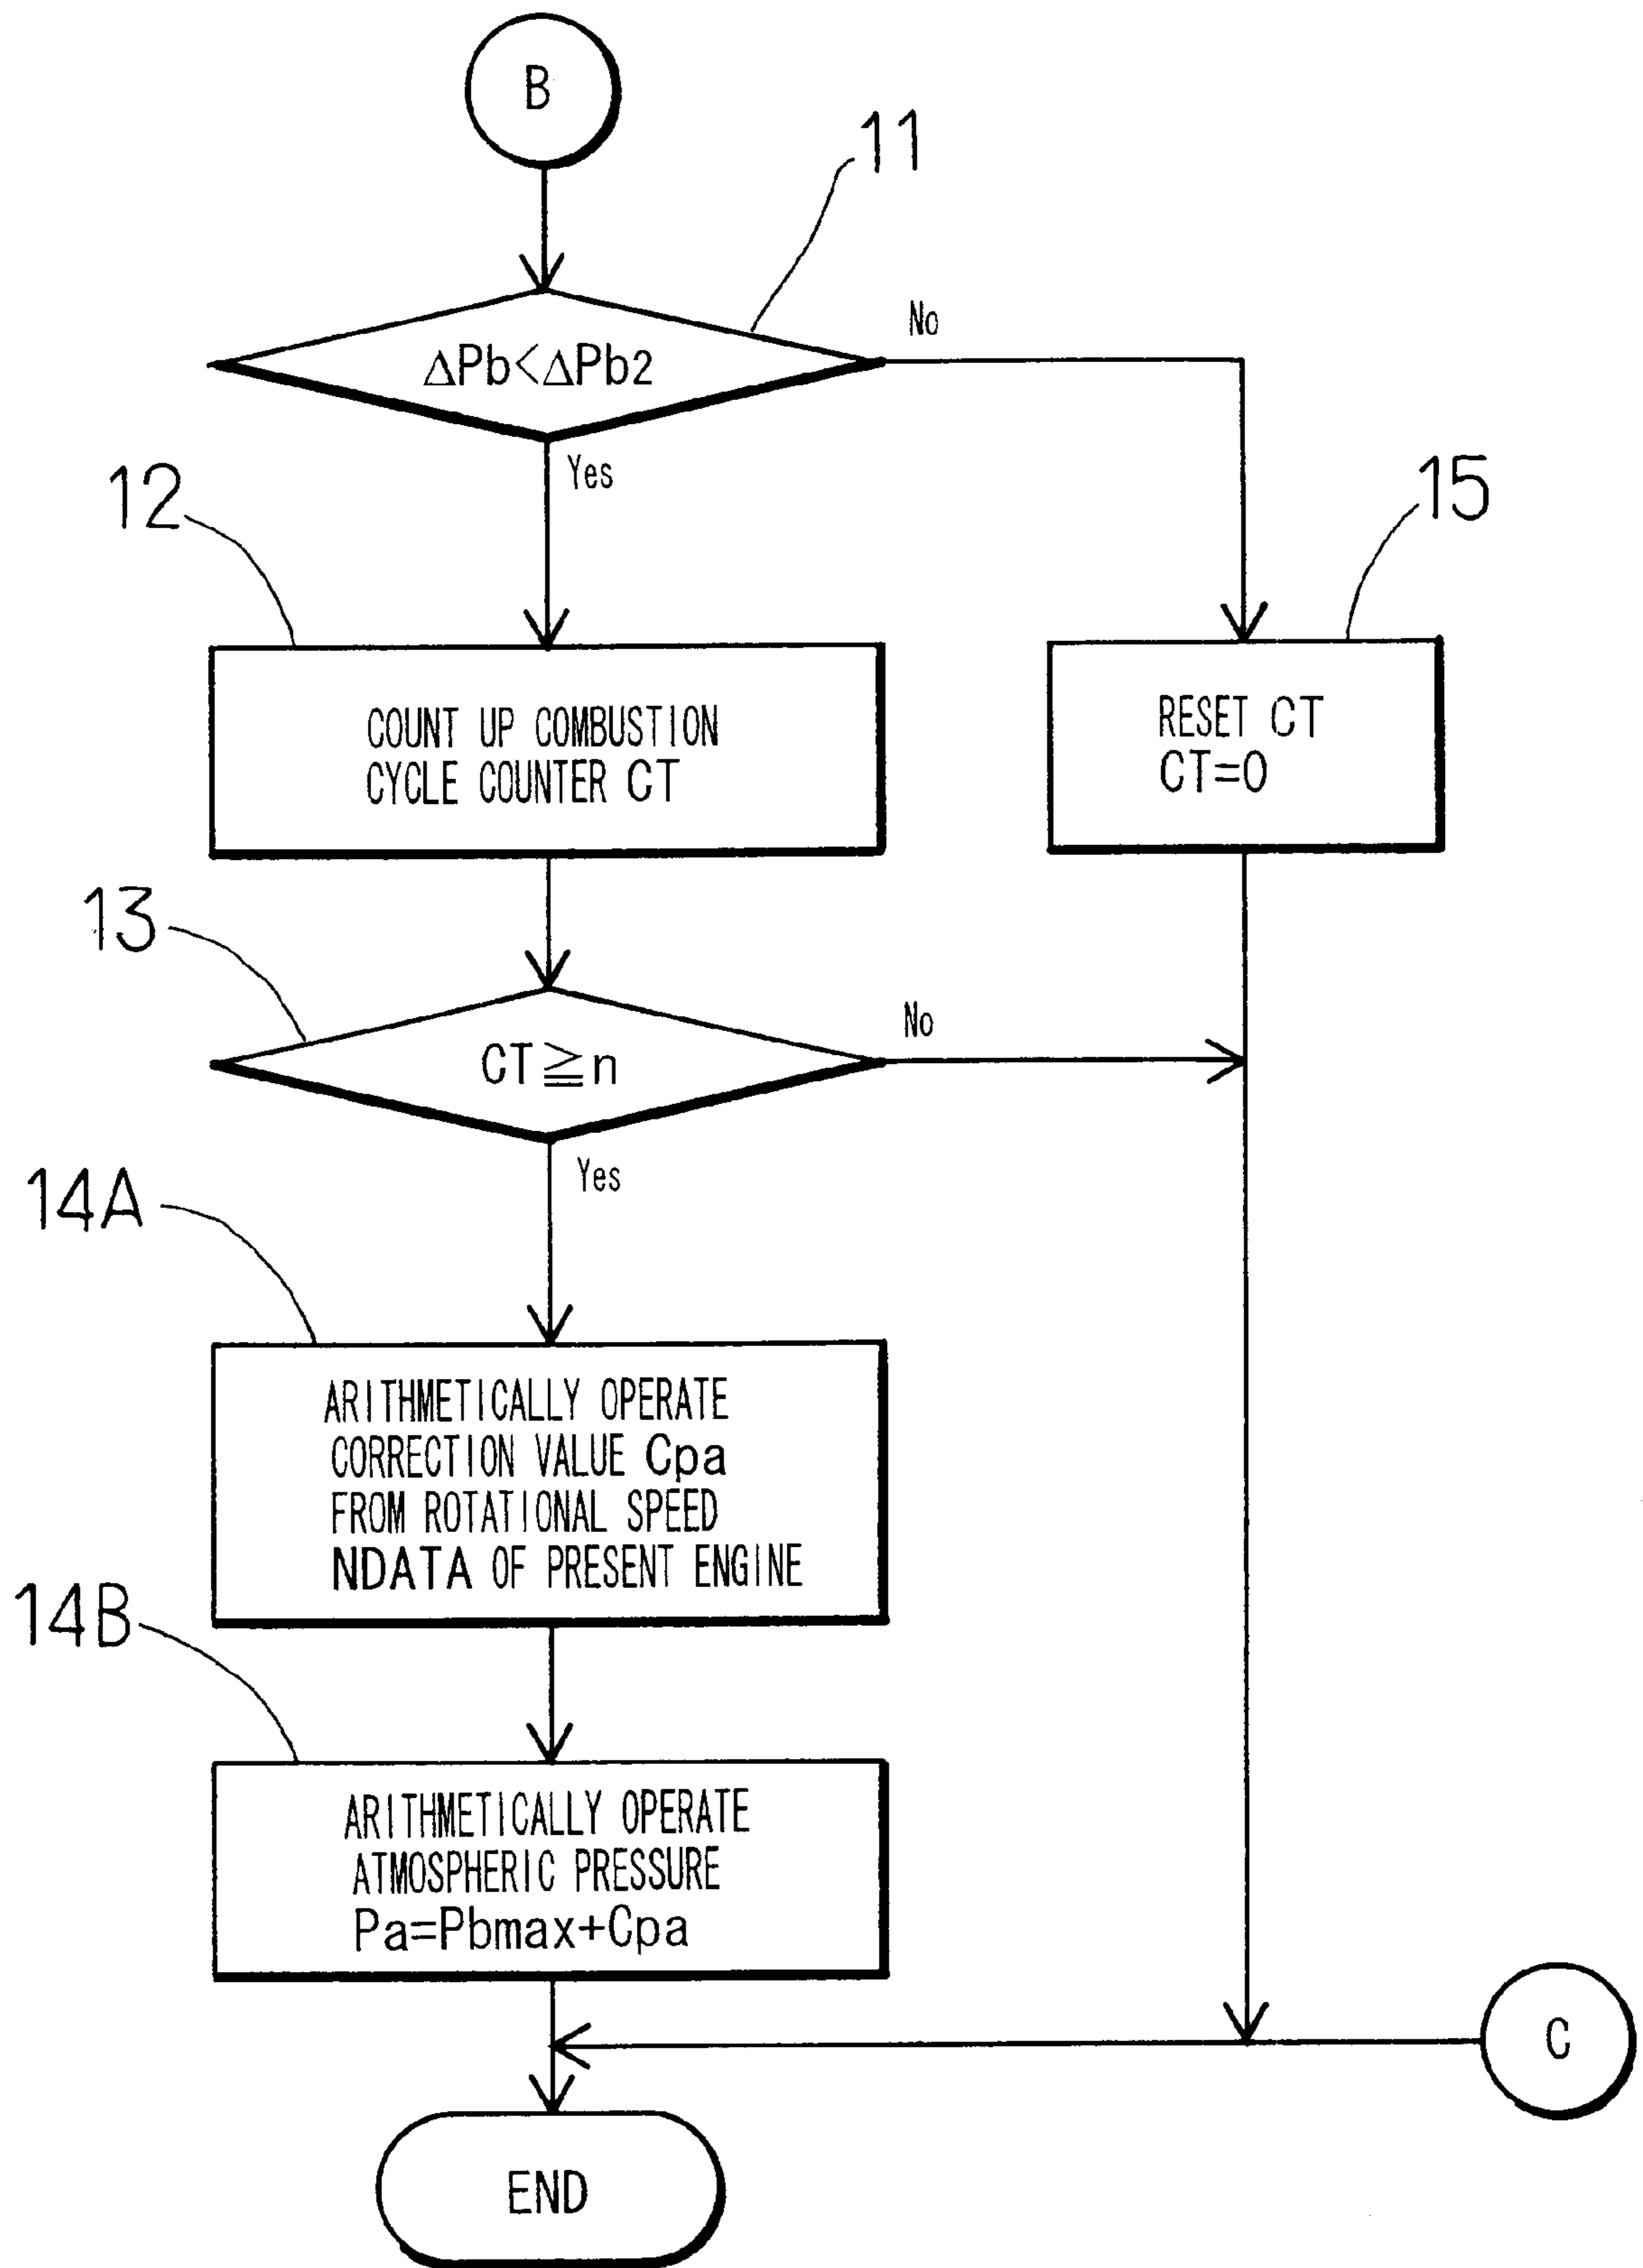 B
11
ΔPb<ΔPb2
No
Yes
12
15
COUNT UP COMBUSTION
CYCLE COUNTER CT
RESET CT
CT=0
13
CT≧n
No
Yes
14A
ARITHMETICALLY OPERATE
CORRECTION VALUE Cpa
FROM ROTATIONAL SPEED
NDATA OF PRESENT ENGINE
14B
ARITHMETICALLY OPERATE
ATMOSPHERIC PRESSURE
Pa=Pbmax+Cpa
C
END